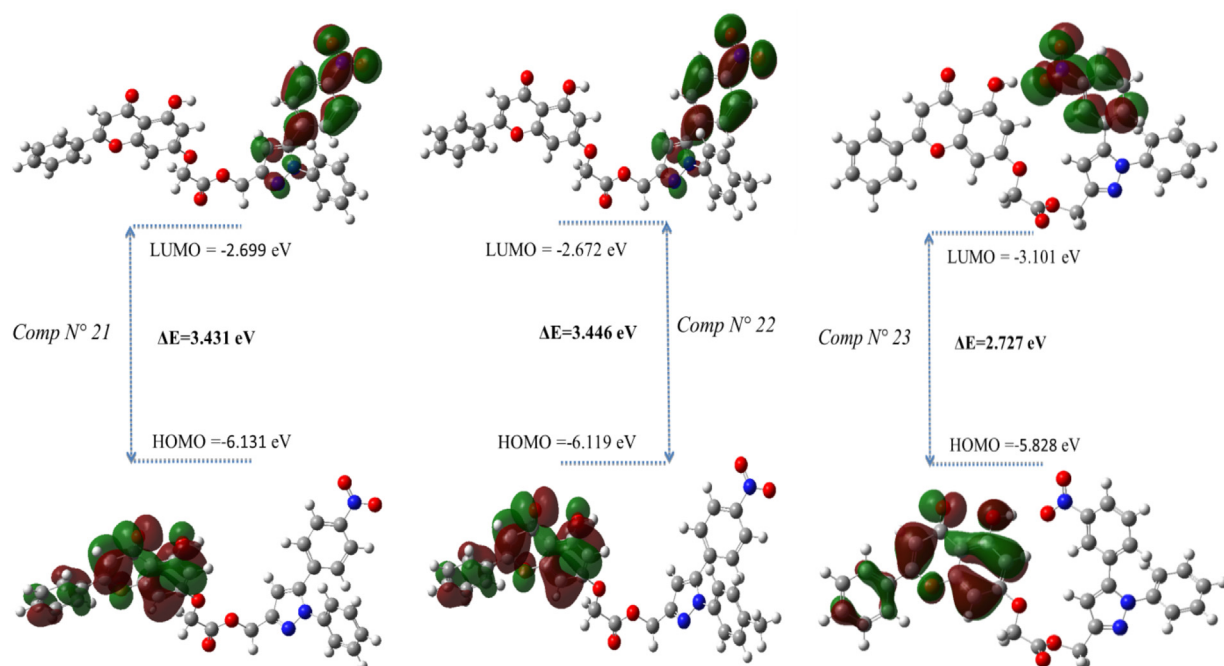 LUMO = -2.699 eV
Comp N° 21
ΔE=3.431 eV
HOMO =-6.131 eV
LUMO = -2.672 eV
ΔE=3.446 eV
Comp N° 22
HOMO = -6.119 eV
LUMO = -3.101 eV
Comp N° 23
ΔE=2.727 eV
HOMO =-5.828 eV